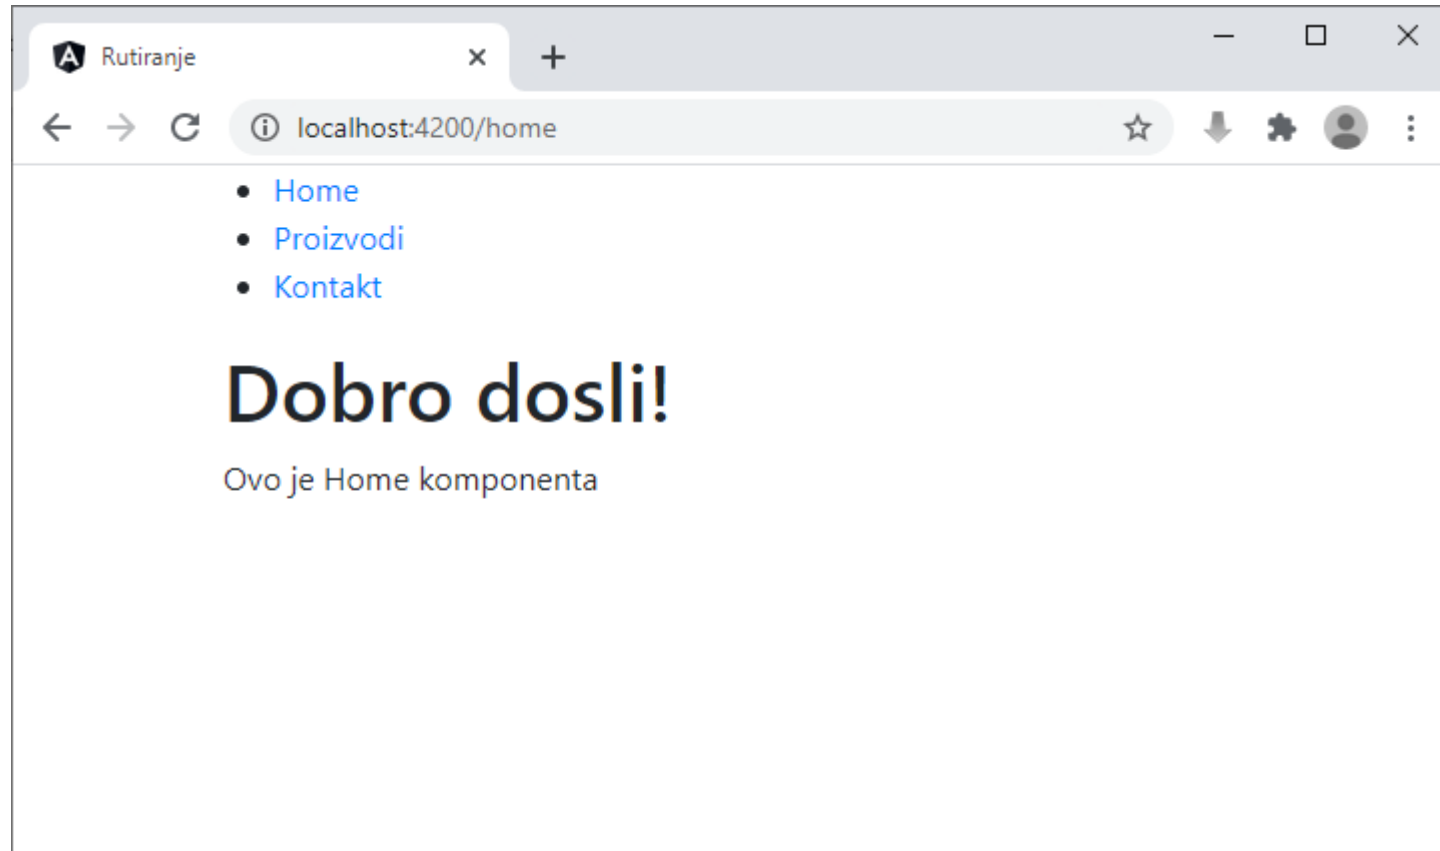 Rutiranje
localhost:4200/home
Home
Proizvodi
Kontakt
Dobro dosli!
Ovo je Home komponenta